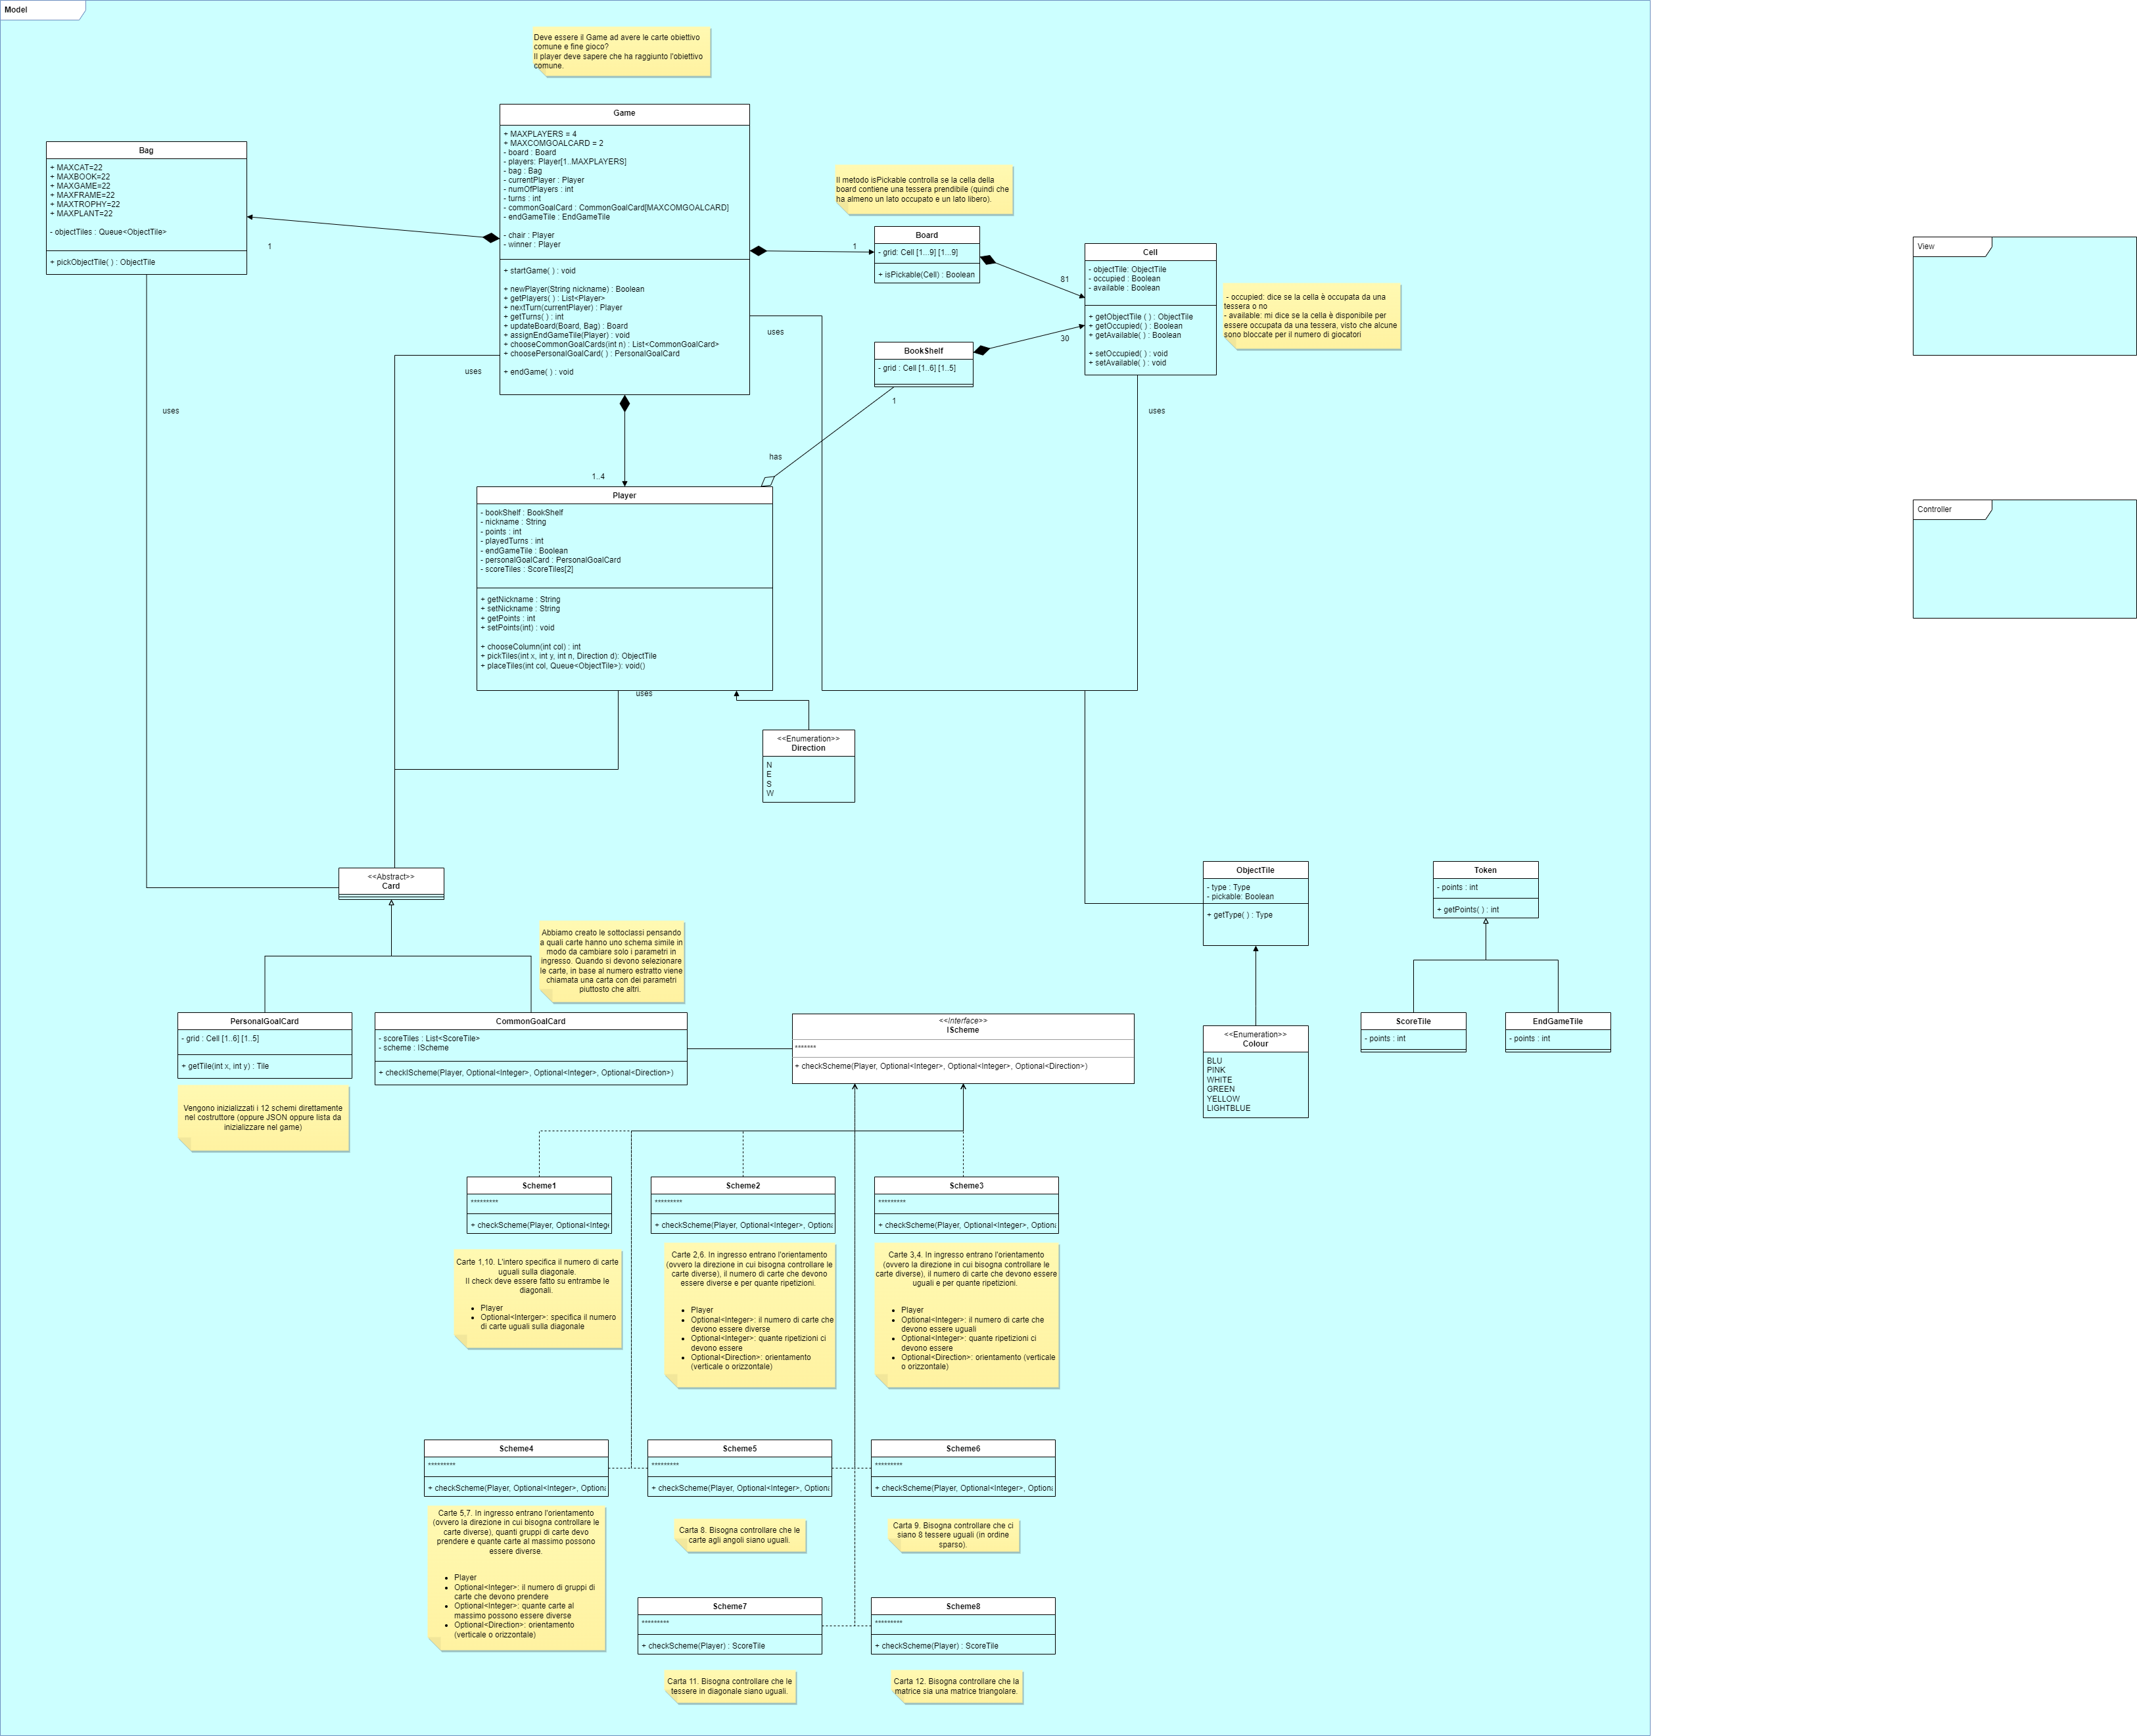 Model
Deve essere il Game ad avere le carte obiettivo
comune e fine gioco?
Il player deve sapere che ha raggiunto l'obiettivo
comune.
Game
+ MAXPLAYERS = 4
+ MAXCOMGOALCARD = 2
- board : Board
- players: Player[1..MAXPLAYERS]
- bag : Bag
- currentPlayer : Player
- numOfPlayers : int
- turns : int
- commonGoalCard : CommonGoalCard[MAXCOMGOALCARD]
- endGameTile : EndGameTile
- chair : Player
- winner : Player
+ startGame( ) : void
+ newPlayer(String nickname) : Boolean
+ getPlayers( ) : List<Player>
+ nextTurn(currentPlayer) : Player
+ getTurns( ) : int
+ updateBoard(Board, Bag) : Board
+ assignEndGameTile(Player) : void
+ chooseCommonGoalCards(int n) : List<CommonGoalCard>
+ choosePersonalGoalCard( ) : PersonalGoalCard
+ endGame( ) : void
Bag
+ MAXCAT=22
+ MAXBOOK=22
+ MAXGAME=22
+ MAXFRAME=22
+ MAXTROPHY=22
+ MAXPLANT=22
- objectTiles : Queue<ObjectTile>
+ pickObjectTile( ) : ObjectTile
1
uses
uses
Il metodo isPickable controlla se la cella della
board contiene una tessera prendibile (quindi che
ha almeno un lato occupato e un lato libero).
1
Board
- grid: Cell [1...9] [1...9]
+ isPickable(Cell) : Boolean
81
Cell
- objectTile: ObjectTile
- occupied : Boolean
- available : Boolean
+ getObjectTile ( ) : ObjectTile
+ getOccupied( ) : Boolean
+ getAvailable( ) : Boolean
+ setOccupied( ) : void
+ setAvailable( ) : void
- occupied: dice se la cella è occupata da una
tessera o no
- available: mi dice se la cella è disponibile per
essere occupata da una tessera, visto che alcune
sono bloccate per il numero di giocatori
View
uses
BookShelf
- grid : Cell [1..6] [1..5]
30
1
uses
has
1..4
Player
- bookShelf : BookShelf
- nickname : String
- points : int
- playedTurns : int
- endGameTile : Boolean
- personalGoalCard : PersonalGoalCard
- scoreTiles : ScoreTiles[2]
+ getNickname : String
+ setNickname : String
+ getPoints : int
+ setPoints(int) : void
+ chooseColumn(int col) : int
+ pickTiles(int x, int y, int n, Direction d): ObjectTile
+ placeTiles(int col, Queue<ObjectTile>): void()
Controller
uses
<<Enumeration>>
Direction
N
E
S
W
<<Abstract>>
Card
ObjectTile
- type : Type
- pickable: Boolean
+ getType( ) : Type
Token
- points : int
+ getPoints( ) : int
Abbiamo creato le sottoclassi pensando
a quali carte hanno uno schema simile in
modo da cambiare solo i parametri in
ingresso. Quando si devono selezionare
le carte, in base al numero estratto viene
chiamata una carta con dei parametri
piuttosto che altri.
PersonalGoalCard
- grid : Cell [1..6] [1..5]
+ getTile(int x, int y) : Tile
Vengono inizializzati i 12 schemi direttamente
nel costruttore (oppure JSON oppure lista da
inizializzare nel game)
CommonGoalCard
- scoreTiles : List<ScoreTile>
- scheme : IScheme
+ checkIScheme(Player, Optional<Integer>, Optional<Integer>, Optional<Direction>)
<<Interface>>
IScheme
*******
+ checkScheme(Player, Optional<Integer>, Optional<Integer>, Optional<Direction>)
<<Enumeration>>
Colour
BLU
PINK
WHITE
GREEN
YELLOW
LIGHTBLUE
ScoreTile
- points : int
EndGameTile
- points : int
Scheme1
*********
+ checkScheme(Player, Optional<Intege
Carte 1,10. L'intero specifica il numero di carte
uguali sulla diagonale.
Il check deve essere fatto su entrambe le
diagonali.
• Player
• Optional<Interger>: specifica il numero
di carte uguali sulla diagonale
Scheme2
*********
+ checkScheme(Player, Optional<Integer>, Optiona
Carte 2,6. In ingresso entrano l'orientamento
(ovvero la direzione in cui bisogna controllare le
carte diverse), il numero di carte che devono
essere diverse e per quante ripetizioni.
• Player
• Optional<Integer>: il numero di carte che
devono essere diverse
• Optional<Integer>: quante ripetizioni ci
devono essere
• Optional<Direction>: orientamento
(verticale o orizzontale)
Scheme3
*********
+ checkScheme(Player, Optional<Integer>, Optiona
Carte 3,4. In ingresso entrano l'orientamento
(ovvero la direzione in cui bisogna controllare le
carte diverse), il numero di carte che devono essere
uguali e per quante ripetizioni.
• Player
• Optional<Integer>: il numero di carte che
devono essere uguali
• Optional<Integer>: quante ripetizioni ci
devono essere
• Optional<Direction>: orientamento (verticale
o orizzontale)
Scheme4
*********
+ checkScheme(Player, Optional<Integer>, Optiona
Carte 5,7. In ingresso entrano l'orientamento
(ovvero la direzione in cui bisogna controllare le
carte diverse), quanti gruppi di carte devo
prendere e quante carte al massimo possono
essere diverse.
• Player
• Optional<Integer>: il numero di gruppi di
carte che devono prendere
• Optional<Integer>: quante carte al
massimo possono essere diverse
• Optional<Direction>: orientamento
(verticale o orizzontale)
Scheme5
*********
+ checkScheme(Player, Optional<Integer>, Optiona
Carta 8. Bisogna controllare che le
carte agli angoli siano uguali.
Scheme6
*********
+ checkScheme(Player, Optional<Integer>, Optiona
Carta 9. Bisogna controllare che ci
siano 8 tessere uguali (in ordine
sparso).
Scheme7
*********
+ checkScheme(Player) : ScoreTile
Carta 11. Bisogna controllare che le
tessere in diagonale siano uguali.
Scheme8
*********
+ checkScheme(Player) : ScoreTile
Carta 12. Bisogna controllare che la
matrice sia una matrice triangolare.